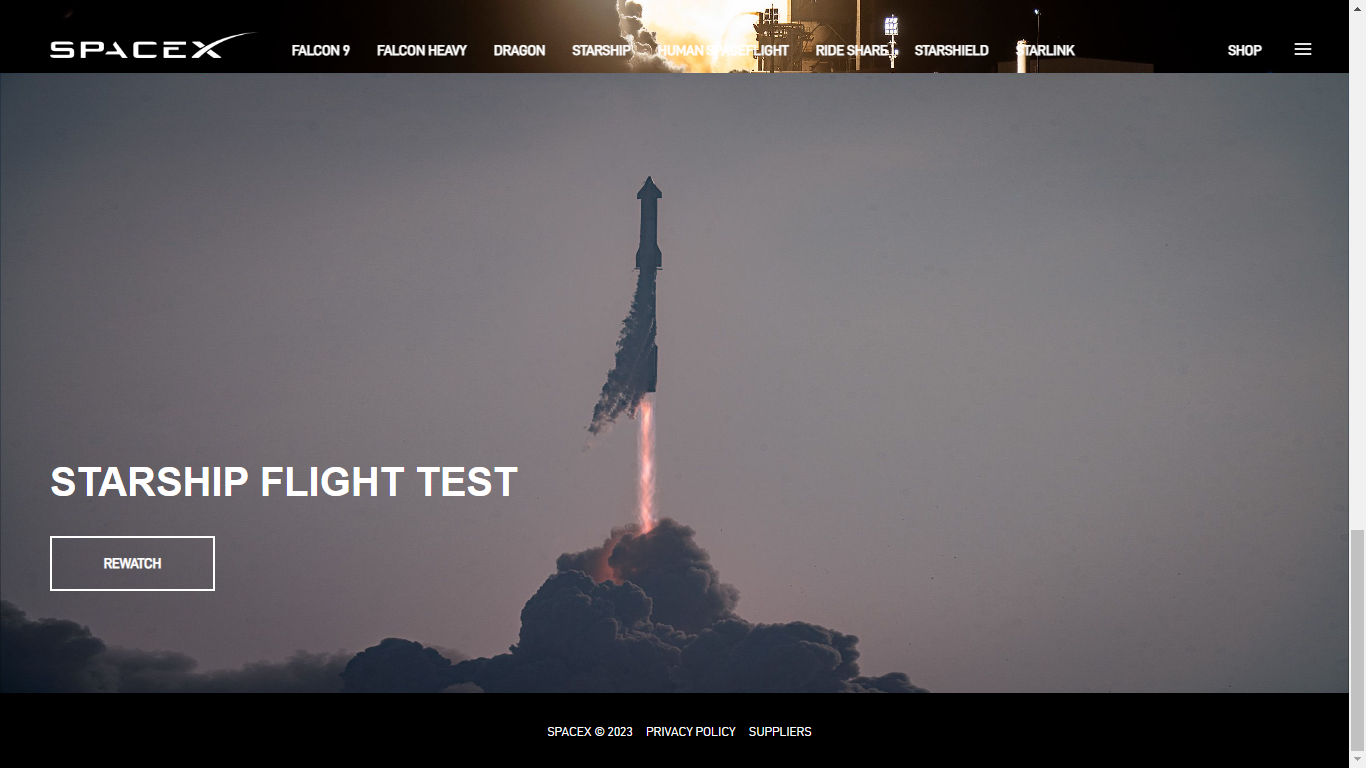 SPACEX FALCON 9 FALCON HEAVY DRAGON STARSHIP HUMAN SPACEFLIGHT RIDE SHARE STARSHIELD STARLINK SHOP
STARSHIP FLIGHT TEST
REWATCH
SPACEX © 2023 PRIVACY POLICY SUPPLIERS